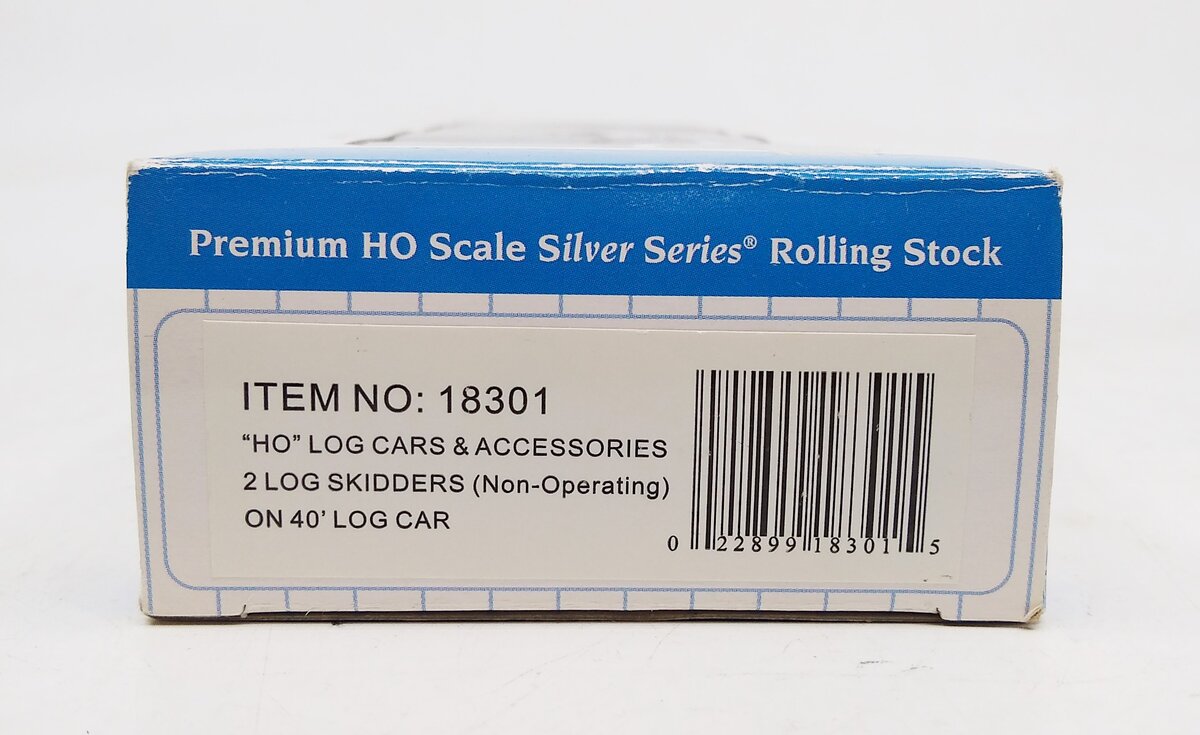 Premium HO Scale Silver Series® Rolling Stock
ITEM NO: 18301
“HO” LOG CARS & ACCESSORIES
2 LOG SKIDDERS (Non-Operating)
ON 40’ LOG CAR
0 22899 18301 5